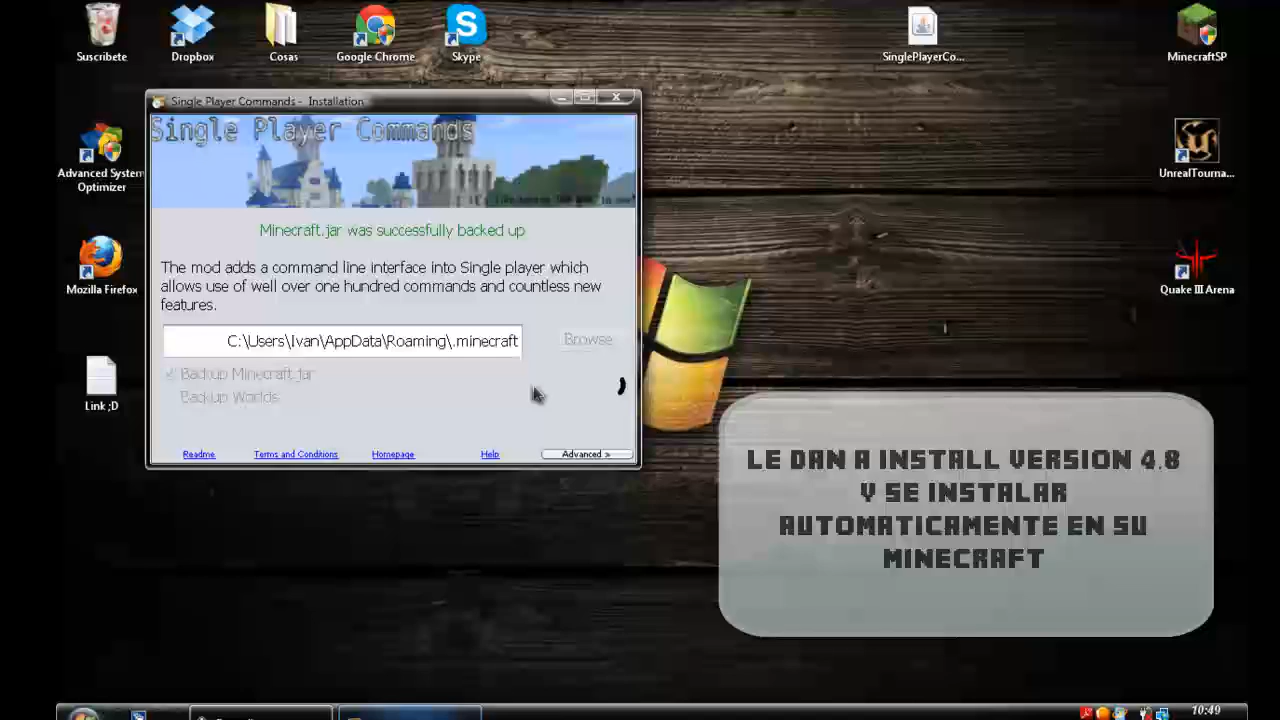 Suscribete
Dropbox
Cosas
Google Chrome
Skype
SinglePlayerCo...
MinecraftSP
Advanced System
Optimizer
UnrealTourna...
Mozilla Firefox
Quake III Arena
Link ;D
Single Player Commands - Installation
Single Player Commands
Minecraft.jar was successfully backed up
The mod adds a command line interface into Single player which
allows use of well over one hundred commands and countless new
features.
C:\Users\Ivan\AppData\Roaming\.minecraft
Browse
Backup Minecraft.jar
Backup Worlds
Readme
Terms and Conditions
Homepage
Help
Advanced >
LE DAN A INSTALL VERSION 4.8
Y SE INSTALAR
AUTOMATICAMENTE EN SU
MINECRAFT
10:49